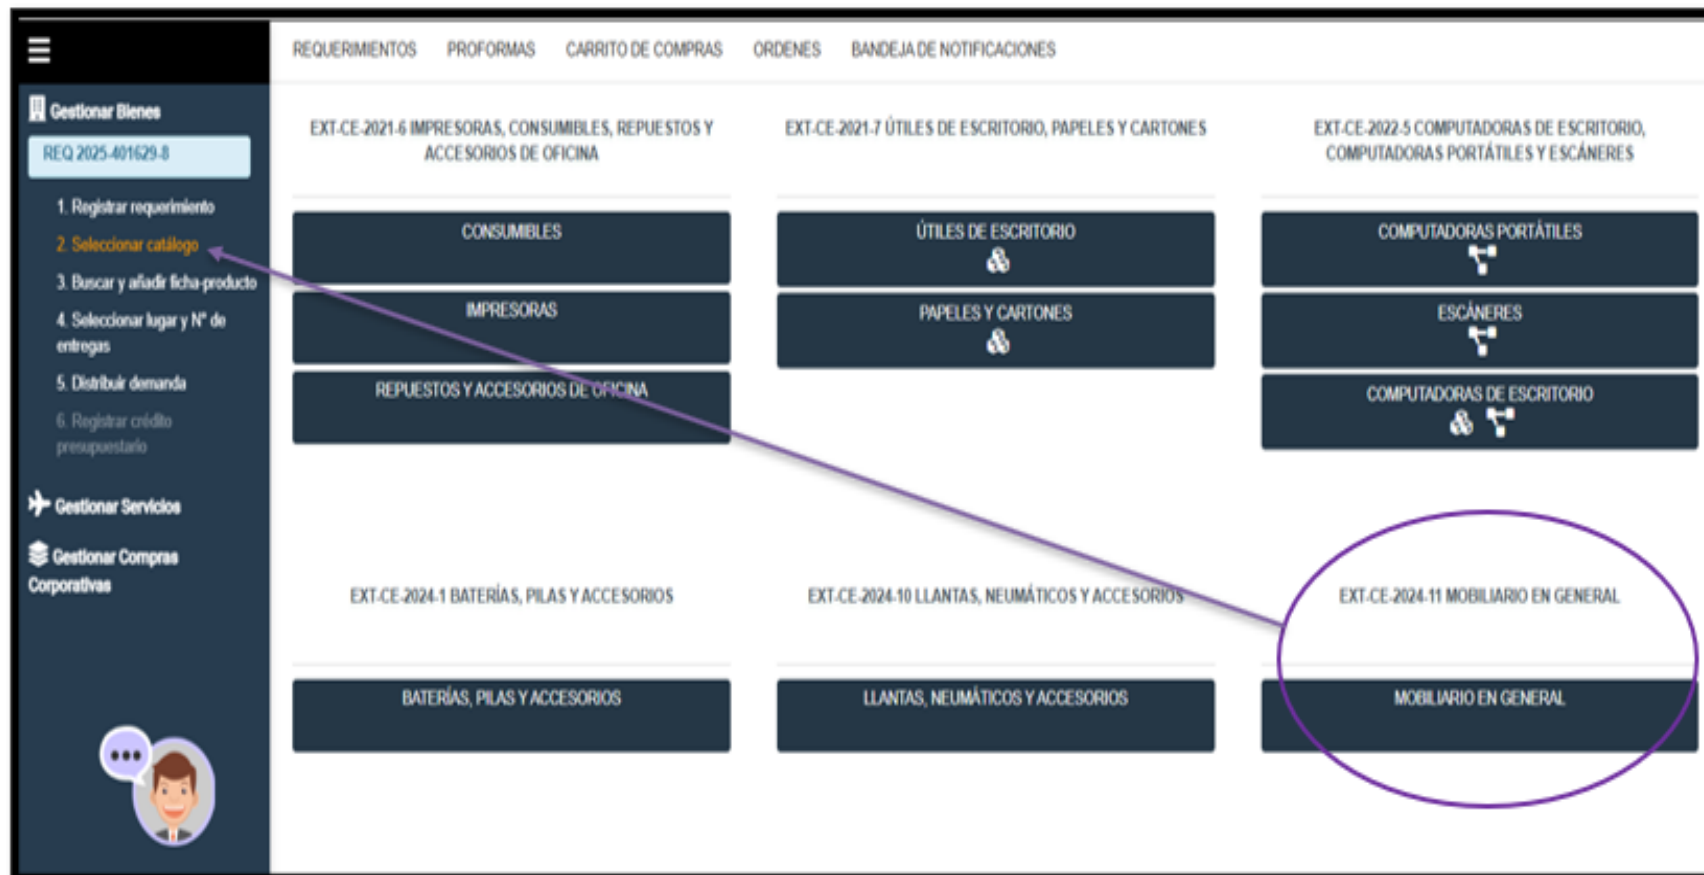 REQUERIMIENTOS PROFORMAS CARRITO DE COMPRAS ORDENES BANDEJA DE NOTIFICACIONES
Gestionar Bienes
REQ 2025-401629-8
1. Registrar requerimiento
2. Seleccionar catálogo
3. Buscar y añadir ficha-producto
4. Seleccionar lugar y N° de
entregas
5. Distribuir demanda
6. Registrar crédito
presupuestario
Gestionar Servicios
Gestionar Compras
Corporativas
EXT-CE-2021-6 IMPRESORAS, CONSUMIBLES, REPUESTOS Y
ACCESORIOS DE OFICINA
CONSUMIBLES
IMPRESORAS
REPUESTOS Y ACCESORIOS DE OFICINA
EXT-CE-2021-7 ÚTILES DE ESCRITORIO, PAPELES Y CARTONES
ÚTILES DE ESCRITORIO
PAPELES Y CARTONES
EXT-CE-2022-5 COMPUTADORAS DE ESCRITORIO,
COMPUTADORAS PORTÁTILES Y ESCÁNERES
COMPUTADORAS PORTÁTILES
ESCÁNERES
COMPUTADORAS DE ESCRITORIO
EXT-CE-2024-1 BATERÍAS, PILAS Y ACCESORIOS
BATERÍAS, PILAS Y ACCESORIOS
EXT-CE-2024-10 LLANTAS, NEUMÁTICOS Y ACCESORIOS
LLANTAS, NEUMÁTICOS Y ACCESORIOS
EXT-CE-2024-11 MOBILIARIO EN GENERAL
MOBILIARIO EN GENERAL